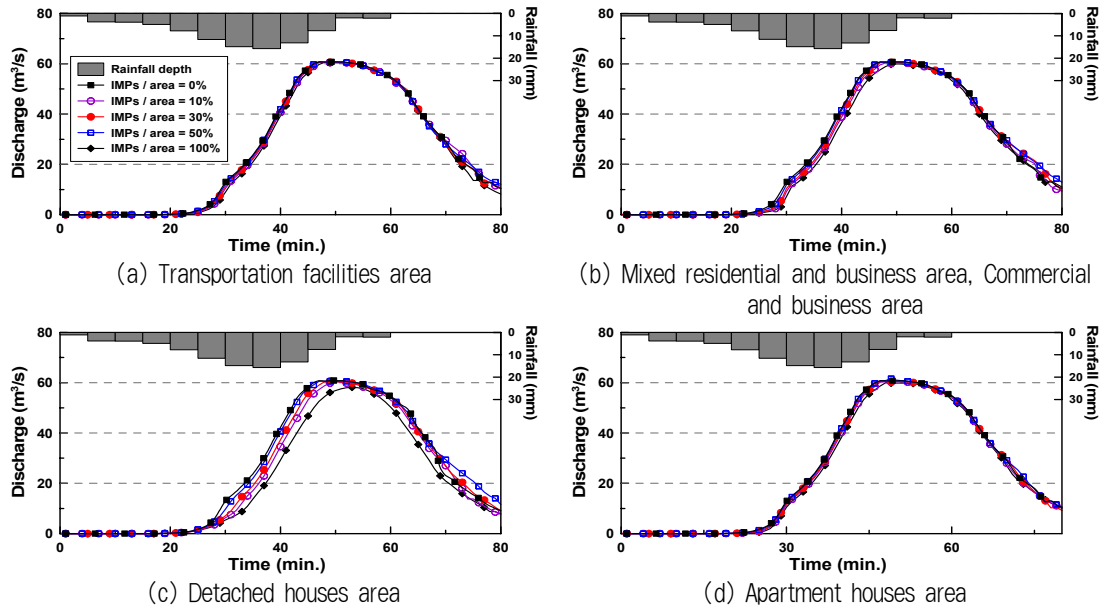 80
60
40
20
0
Discharge (m³/s)
0
10
20
30
Rainfall (mm)
Rainfall depth
IMPs / area = 0%
IMPs / area = 10%
IMPs / area = 30%
IMPs / area = 50%
IMPs / area = 100%
0 20 40 60 80
Time (min.)
(a) Transportation facilities area
80
60
40
20
0
Discharge (m³/s)
0
10
20
30
Rainfall (mm)
0 20 40 60 80
Time (min.)
(b) Mixed residential and business area, Commercial
and business area
80
60
40
20
0
Discharge (m³/s)
0
10
20
30
Rainfall (mm)
0 20 40 60 80
Time (min.)
(c) Detached houses area
80
60
40
20
0
Discharge (m³/s)
0
10
20
30
Rainfall (mm)
0 30 60
Time (min.)
(d) Apartment houses area